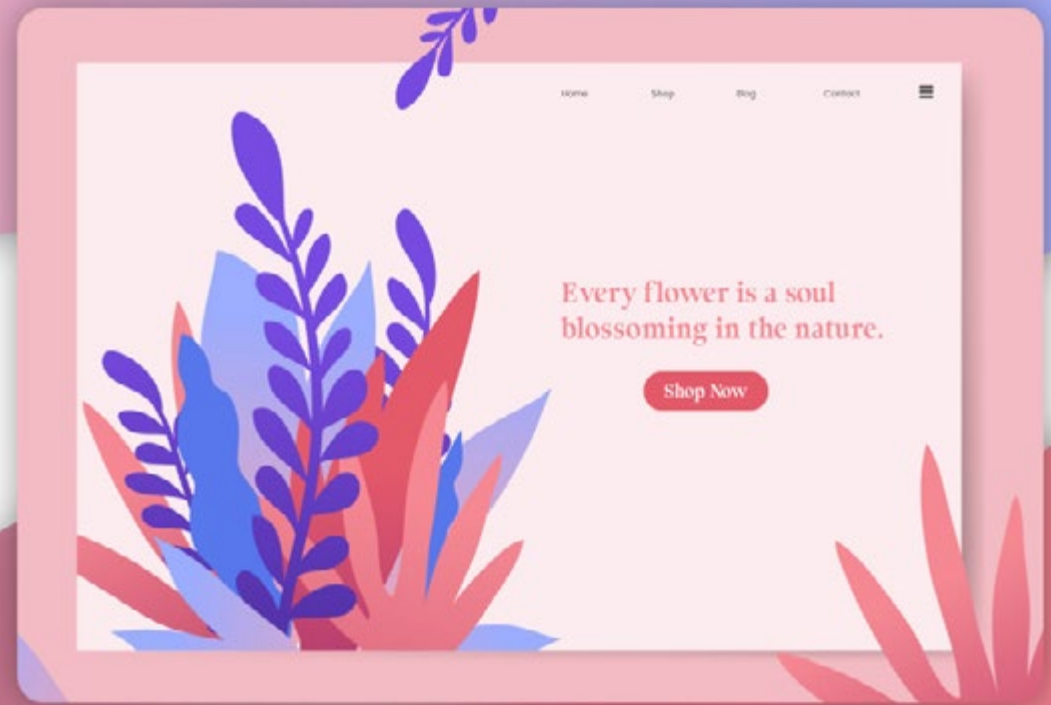 Home Shop Blog Contact
Every flower is a soul
blossoming in the nature.
Shop Now